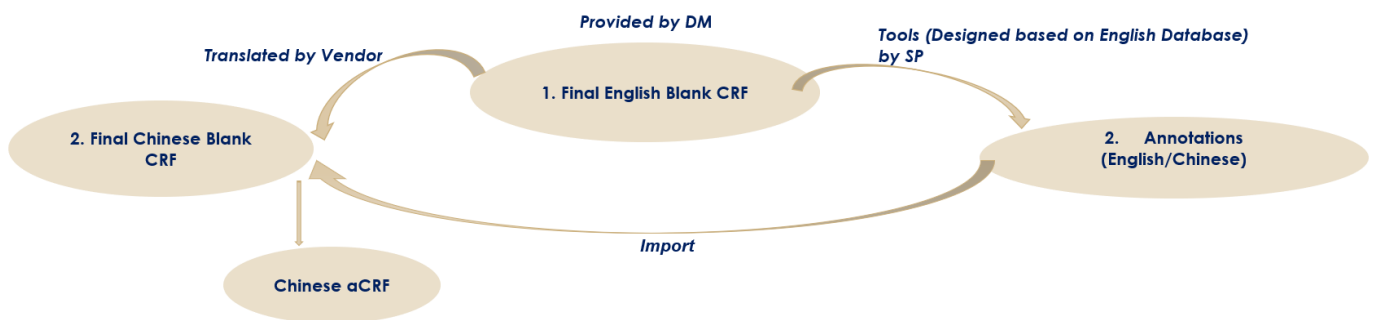 Provided by DM
Translated by Vendor
Tools (Designed based on English Database)
by SP
1. Final English Blank CRF
2. Final Chinese Blank
CRF
2. Annotations
(English/Chinese)
Import
Chinese aCRF